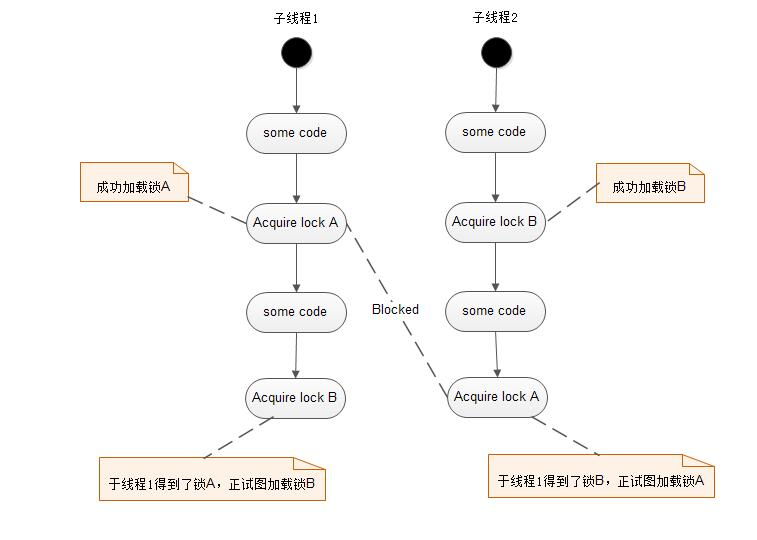 子线程1
子线程2
some code
some code
成功加载锁A
成功加载锁B
Acquire lock A
Acquire lock B
Blocked
some code
some code
Acquire lock B
Acquire lock A
于线程1得到了锁A，正试图加载锁B
于线程1得到了锁B，正试图加载锁A